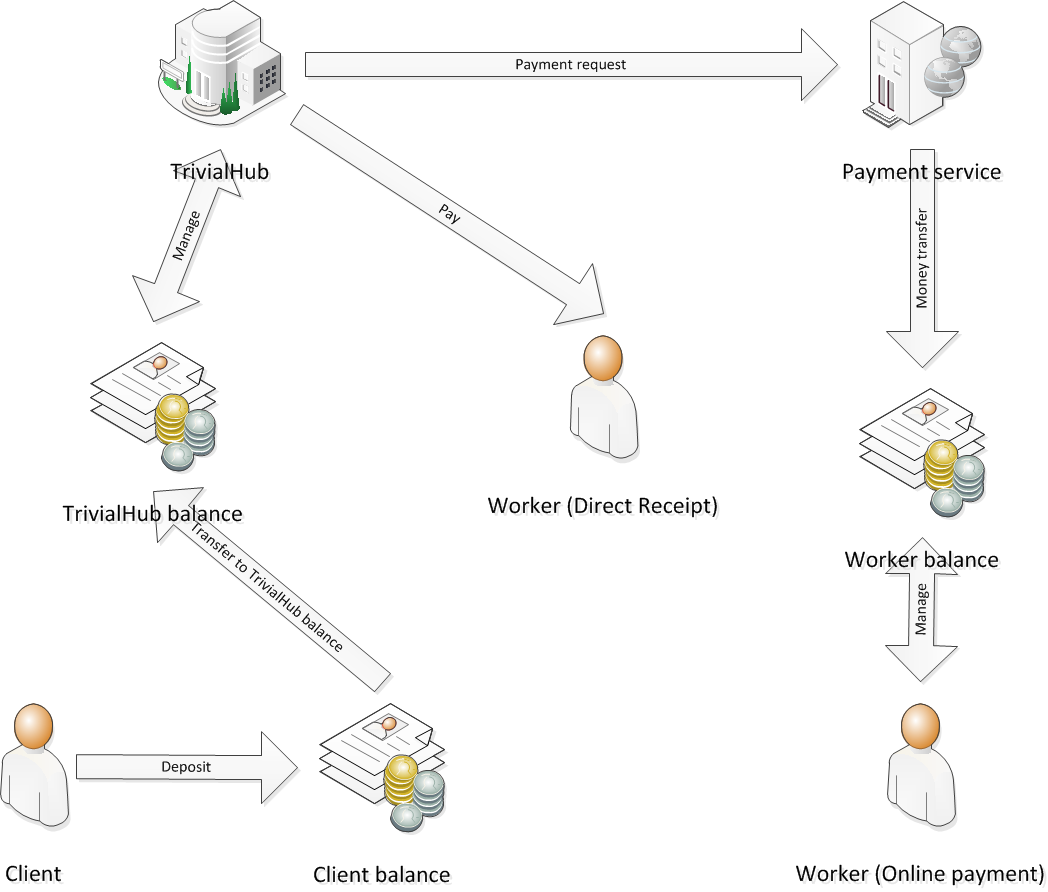 Payment request
TrivialHub
Payment service
Manage
Pay
Money transfer
Worker (Direct Receipt)
TrivialHub balance
Transfer to TrivialHub balance
Worker balance
Manage
Deposit
Client
Client balance
Worker (Online payment)